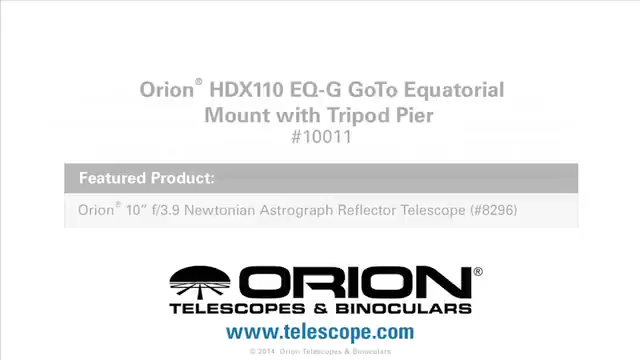 Orion® HDX110 EQ-G GoTo Equatorial
Mount with Tripod Pier
#10011
Featured Product:
Orion® 10” f/3.9 Newtonian Astrograph Reflector Telescope (#8296)
ORION®
TELESCOPES & BINOCULARS
www.telescope.com
© 2014 Orion Telescopes & Binoculars